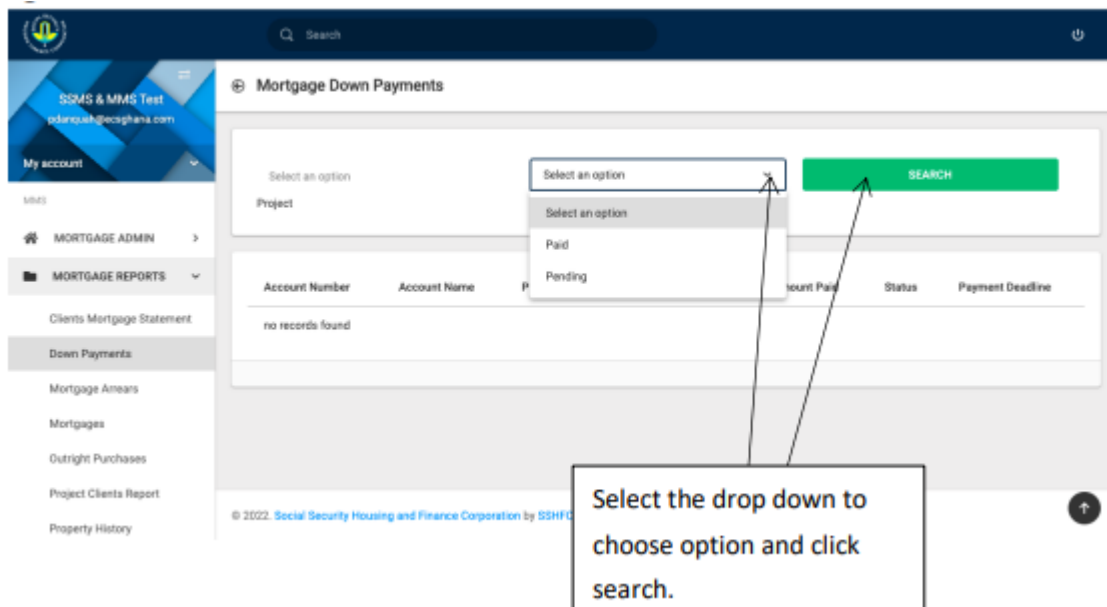 Search
SSMS & MMS Test
pdanquah@ecsghana.com
My account
MMS
MORTGAGE ADMIN
MORTGAGE REPORTS
Clients Mortgage Statement
Down Payments
Mortgage Arrears
Mortgages
Outright Purchases
Project Clients Report
Property History
Mortgage Down Payments
Select an option
Project
Select an option
SEARCH
Select an option
Paid
Pending
Account Number Account Name Paid Status Payment Deadline
no records found
© 2022. Social Security Housing and Finance Corporation by
Select the drop down to
choose option and click
search.